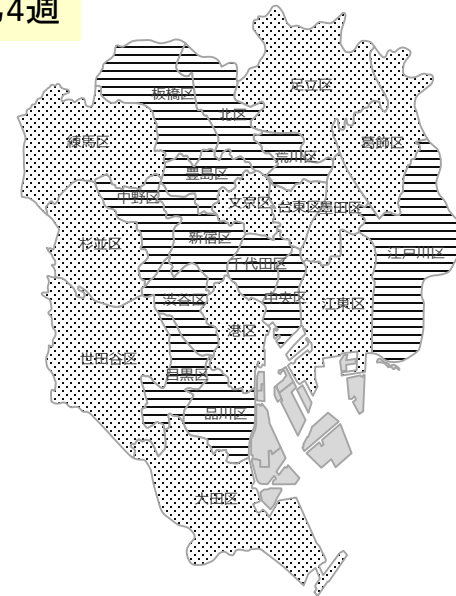 4週
足立区
板橋区
北区
葛飾区
練馬区
荒川区
豊島区
中野区
文京区
台東区
墨田区
新宿区
杉並区
江戸川区
千代田区
渋谷区
中央区
江東区
港区
世田谷区
目黒区
品川区
大田区